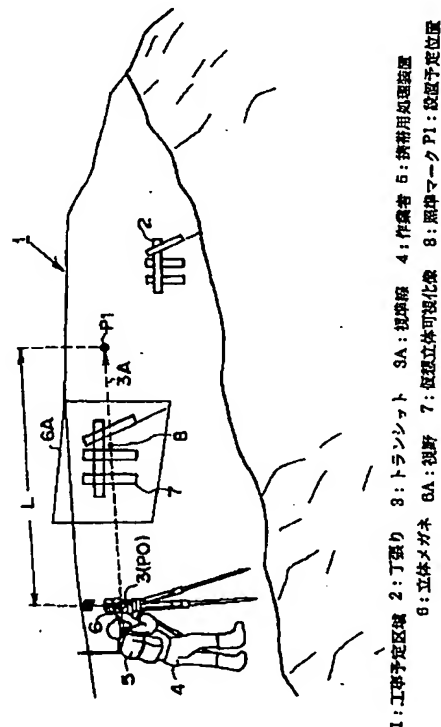 1
L
6A
P1
2
3A
8
6
3(P0)
7
5
4
1：工事予定区域 2：丁張り 3：トランシット 3A：視準線 4：作業者 5：携帯用処理装置
6：立体メガネ 6A：視野 7：仮想立体可視化像 8：照準マーク P1：設置予定位置